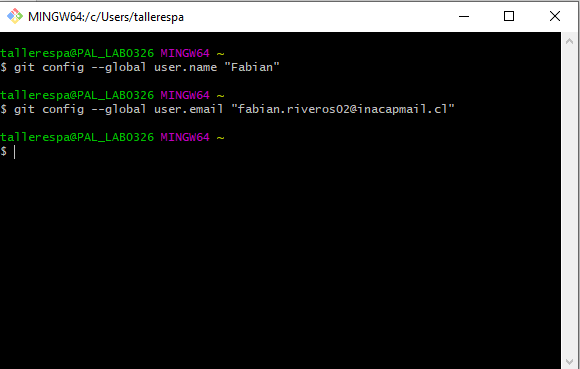 MINGW64:/c/Users/tallerespa
tallerespa@PAL_LAB0326 MINGW64 ~
$ git config --global user.name "Fabian"
tallerespa@PAL_LAB0326 MINGW64 ~
$ git config --global user.email "fabian.riveros02@inacapmail.cl"
tallerespa@PAL_LAB0326 MINGW64 ~
$